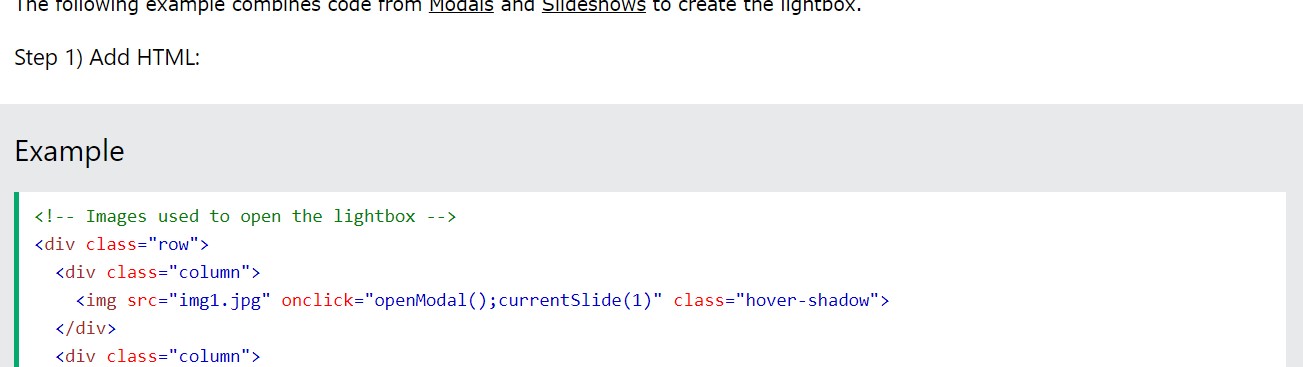 The following example combines code from Modals and Slideshows to create the lightbox.
Step 1) Add HTML:
Example
<!-- Images used to open the lightbox -->
<div class="row">
<div class="column">
<img src="img1.jpg" onclick="openModal();currentSlide(1)" class="hover-shadow">
</div>
<div class="column">